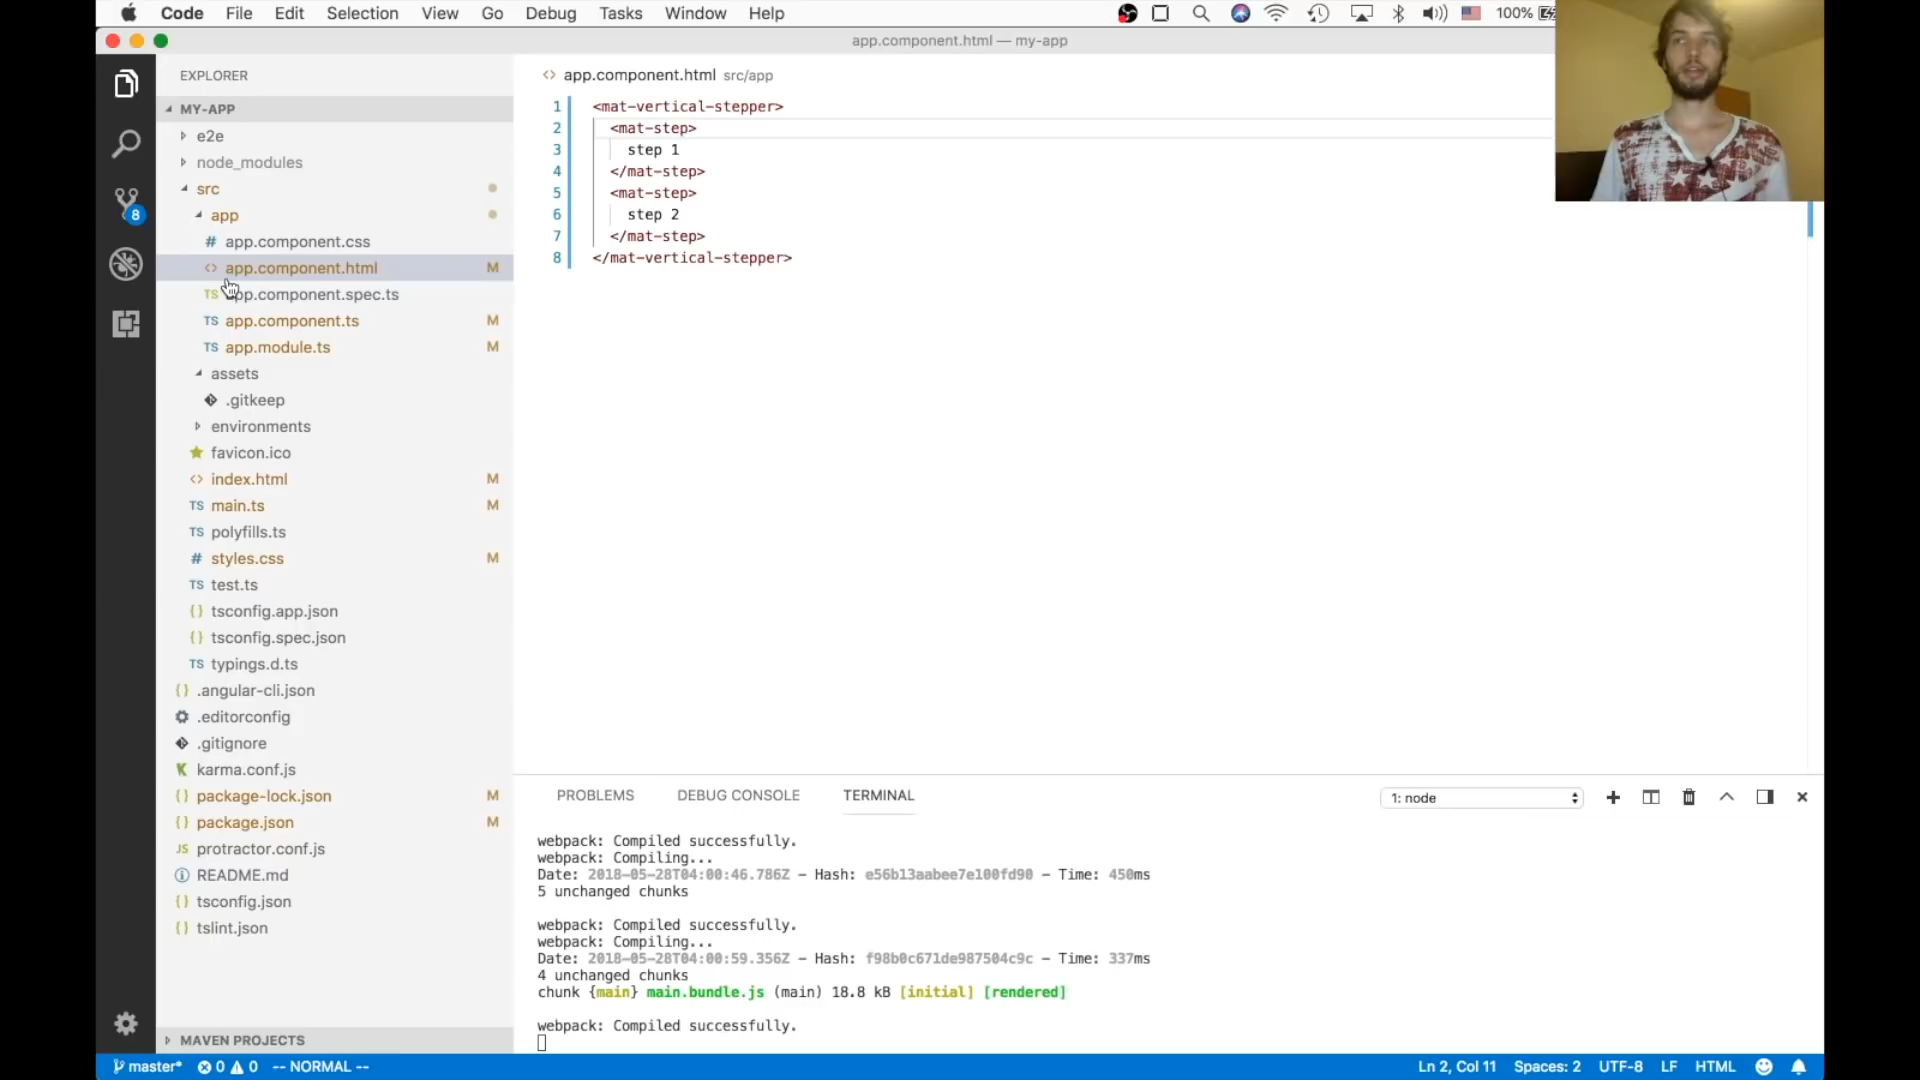 Code File Edit Selection View Go Debug Tasks Window Help 100%
app.component.html — my-app
EXPLORER
MY-APP
e2e
node_modules
src
app
# app.component.css
<> app.component.html M
TS app.component.spec.ts
TS app.component.ts M
TS app.module.ts M
assets
.gitkeep
environments
favicon.ico
<> index.html M
TS main.ts M
TS polyfills.ts
# styles.css M
TS test.ts
{} tsconfig.app.json
{} tsconfig.spec.json
TS typings.d.ts
{} .angular-cli.json
.editorconfig
.gitignore
K karma.conf.js
{} package-lock.json M
{} package.json M
JS protractor.conf.js
README.md
{} tsconfig.json
{} tslint.json
MAVEN PROJECTS
8
<> app.component.html src/app
1 <mat-vertical-stepper>
2 <mat-step>
3 step 1
4 </mat-step>
5 <mat-step>
6 step 2
7 </mat-step>
8 </mat-vertical-stepper>
PROBLEMS DEBUG CONSOLE TERMINAL 1: node
webpack: Compiled successfully.
webpack: Compiling...
Date: 2018-05-28T04:00:46.786Z - Hash: e56b13aabee7e100fd90 - Time: 450ms
5 unchanged chunks
webpack: Compiled successfully.
webpack: Compiling...
Date: 2018-05-28T04:00:59.356Z - Hash: f98b0c671de987504c9c - Time: 337ms
4 unchanged chunks
chunk {main} main.bundle.js (main) 18.8 kB [initial] [rendered]
webpack: Compiled successfully.
master* 0 0 -- NORMAL -- Ln 2, Col 11 Spaces: 2 UTF-8 LF HTML